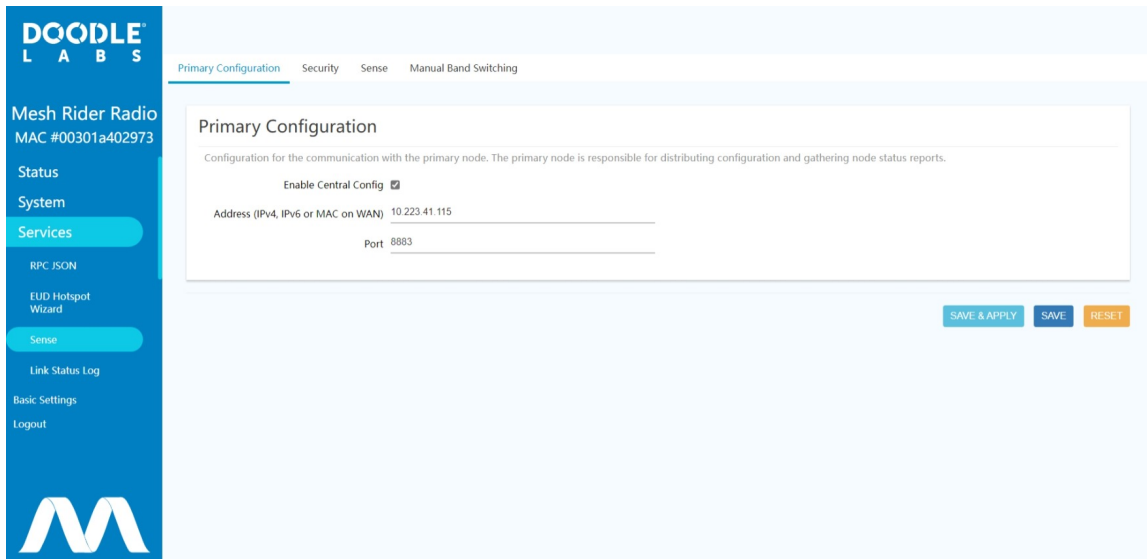 DOODLE
LABS
Mesh Rider Radio
MAC #00301a402973
Status
System
Services
RPC JSON
EUD Hotspot
Wizard
Sense
Link Status Log
Basic Settings
Logout
Primary Configuration Security Sense Manual Band Switching
Primary Configuration
Configuration for the communication with the primary node. The primary node is responsible for distributing configuration and gathering node status reports.
Enable Central Config
Address (IPv4, IPv6 or MAC on WAN) 10.223.41.115
Port 8883
SAVE & APPLY SAVE RESET